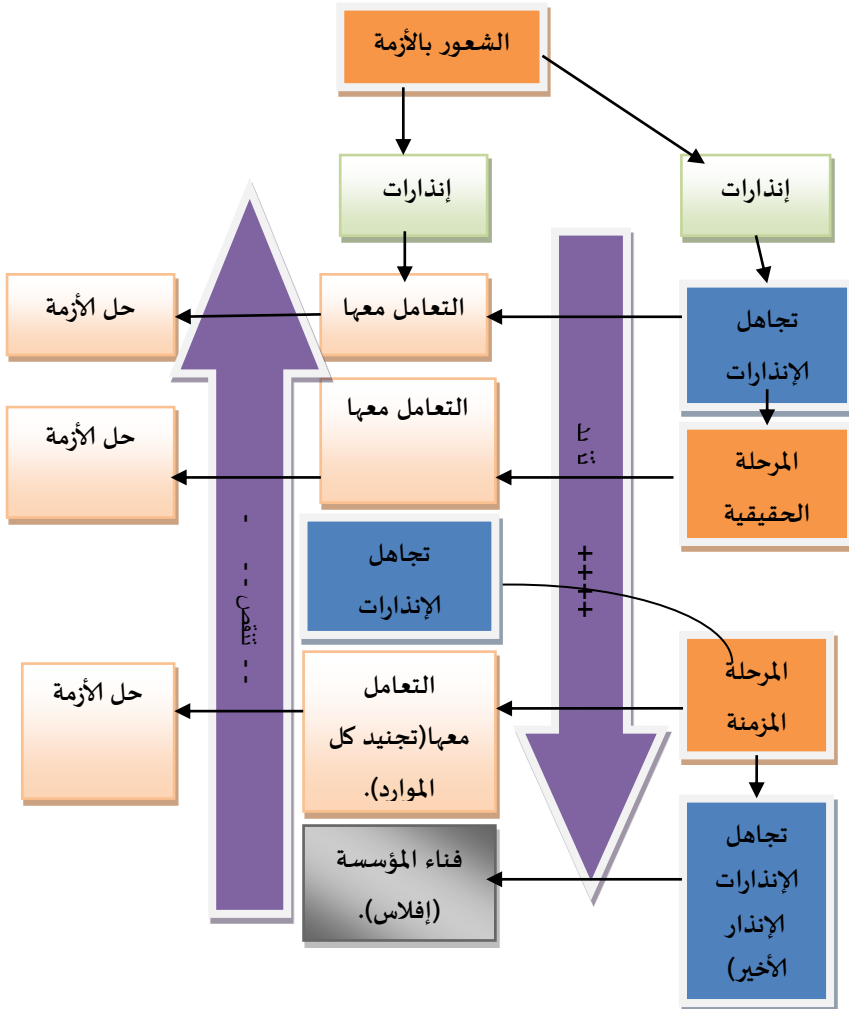 الشعور بالأزمة
إنذارات
إنذارات
تجاهل
الإنذارات
التعامل معها
حل الأزمة
المرحلة
الحقيقية
التعامل معها
حل الأزمة
تجاهل
الإنذارات
++++
- - - تنقص - -
المرحلة
المزمنة
التعامل
معها(تجنيد كل
الموارد).
حل الأزمة
تجاهل
الإنذارات
الإنذار
الأخير)
فناء المؤسسة
(إفلاس).